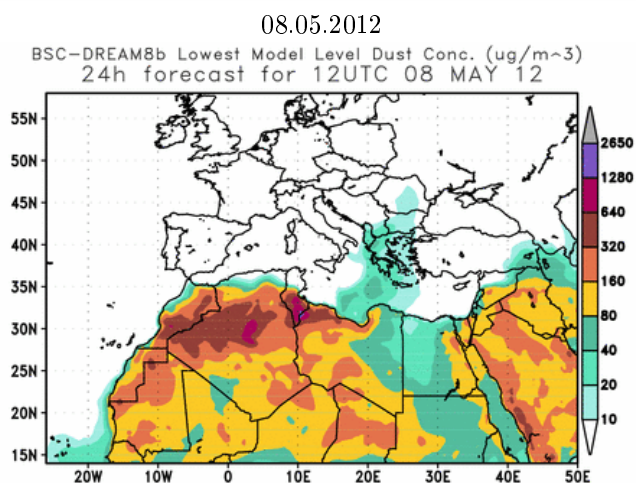 08.05.2012
BSC-DREAM8b Lowest Model Level Dust Conc. (ug/m^3)
24h forecast for 12UTC 08 MAY 12
55N
50N
45N
40N
35N
30N
25N
20N
15N
20W 10W 0 10E 20E 30E 40E 50E
2650
1280
640
320
160
80
40
20
10